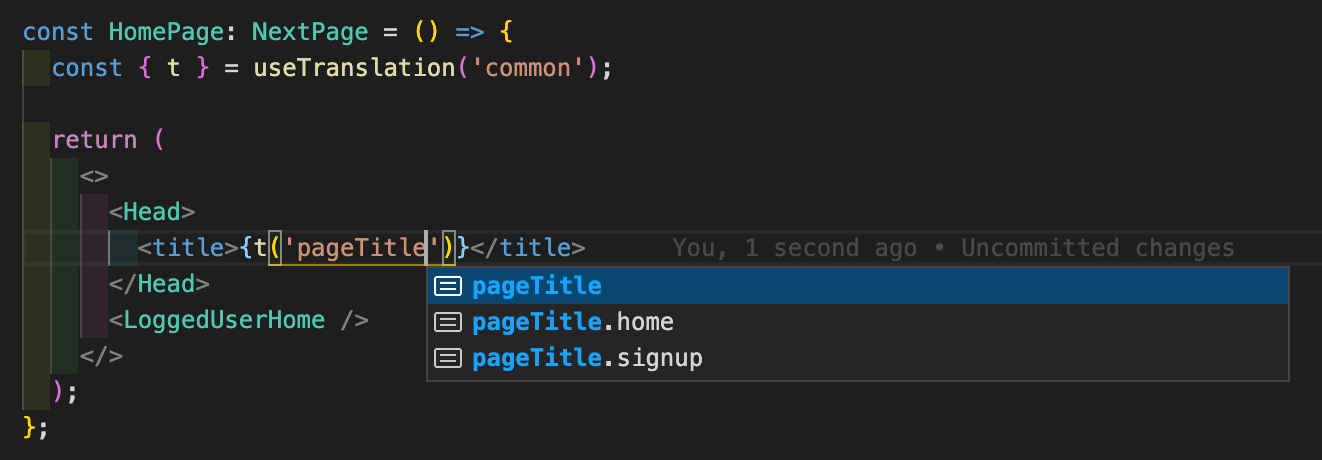 const HomePage: NextPage = () => {
const { t } = useTranslation('common');
return (
<>
<Head>
<title>{t('pageTitle')}</title> You, 1 second ago • Uncommitted changes
pageTitle
</Head>
pageTitle.home
<LoggedUserHome />
pageTitle.signup
</>
);
};